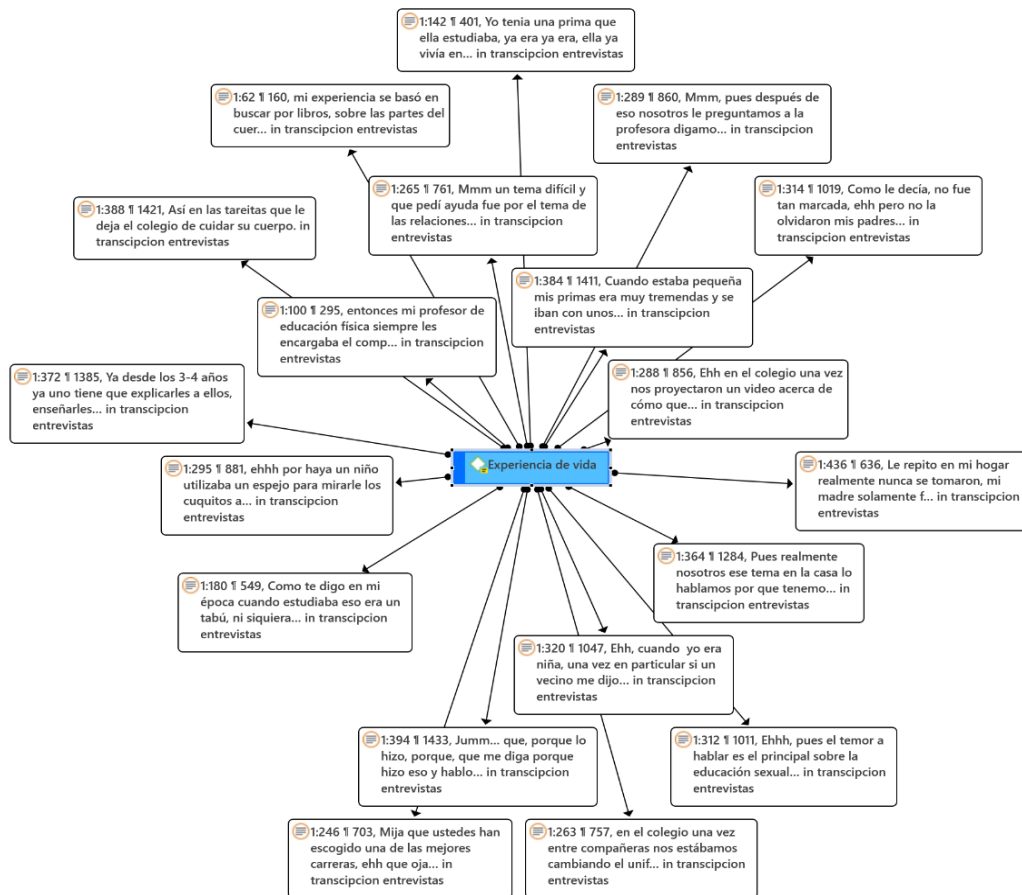 1:142 ¶ 401, Yo tenia una prima que
ella estudiaba, ya era ya era, ella ya
vivía en... in transcipcion
entrevistas
1:62 ¶ 160, mi experiencia se basó en
buscar por libros, sobre las partes del
cuer... in transcipcion
entrevistas
1:289 ¶ 860, Mmm, pues después de
eso nosotros le preguntamos a la
profesora digamo... in transcipcion
entrevistas
1:265 ¶ 761, Mmm un tema difícil y
que pedí ayuda fue por el tema de
las relaciones... in transcipcion
entrevistas
1:314 ¶ 1019, Como le decía, no fue
tan marcada, ehh pero no la
olvidaron mis padres...
in transcipcion entrevistas
1:388 ¶ 1421, Así en las tareitas que le
deja el colegio de cuidar su cuerpo. in
transcipcion entrevistas
1:384 ¶ 1411, Cuando estaba pequeña
mis primas era muy tremendas y se
iban con unos... in transcipcion
entrevistas
1:100 ¶ 295, entonces mi profesor de
educación física siempre les
encargaba el comp... in transcipcion
entrevistas
1:372 ¶ 1385, Ya desde los 3-4 años
ya uno tiene que explicarles a ellos,
enseñarles... in transcipcion
entrevistas
1:288 ¶ 856, Ehh en el colegio una vez
nos proyectaron un video acerca de
cómo que... in transcipcion
entrevistas
Experiencia de vida
1:295 ¶ 881, ehhh por haya un niño
utilizaba un espejo para mirarle los
cuquitos a... in transcipcion
entrevistas
1:436 ¶ 636, Le repito en mi hogar
realmente nunca se tomaron, mi
madre solamente f... in transcipcion
entrevistas
1:180 ¶ 549, Como te digo en mi
época cuando estudiaba eso era un
tabú, ni siquiera... in transcipcion
entrevistas
1:364 ¶ 1284, Pues realmente
nosotros ese tema en la casa lo
hablamos por que tenemo... in
transcipcion entrevistas
1:320 ¶ 1047, Ehh, cuando yo era
niña, una vez en particular si un
vecino me dijo... in transcipcion
entrevistas
1:394 ¶ 1433, Jumm... que, porque lo
hizo, porque, que me diga porque
hizo eso y hablo... in transcipcion
entrevistas
1:312 ¶ 1011, Ehhh, pues el temor a
hablar es el principal sobre la
educación sexual... in transcipcion
entrevistas
1:246 ¶ 703, Mija que ustedes han
escogido una de las mejores
carreras, ehh que oja... in
transcipcion entrevistas
1:263 ¶ 757, en el colegio una vez
entre compañeras nos estábamos
cambiando el unif... in transcipcion
entrevistas